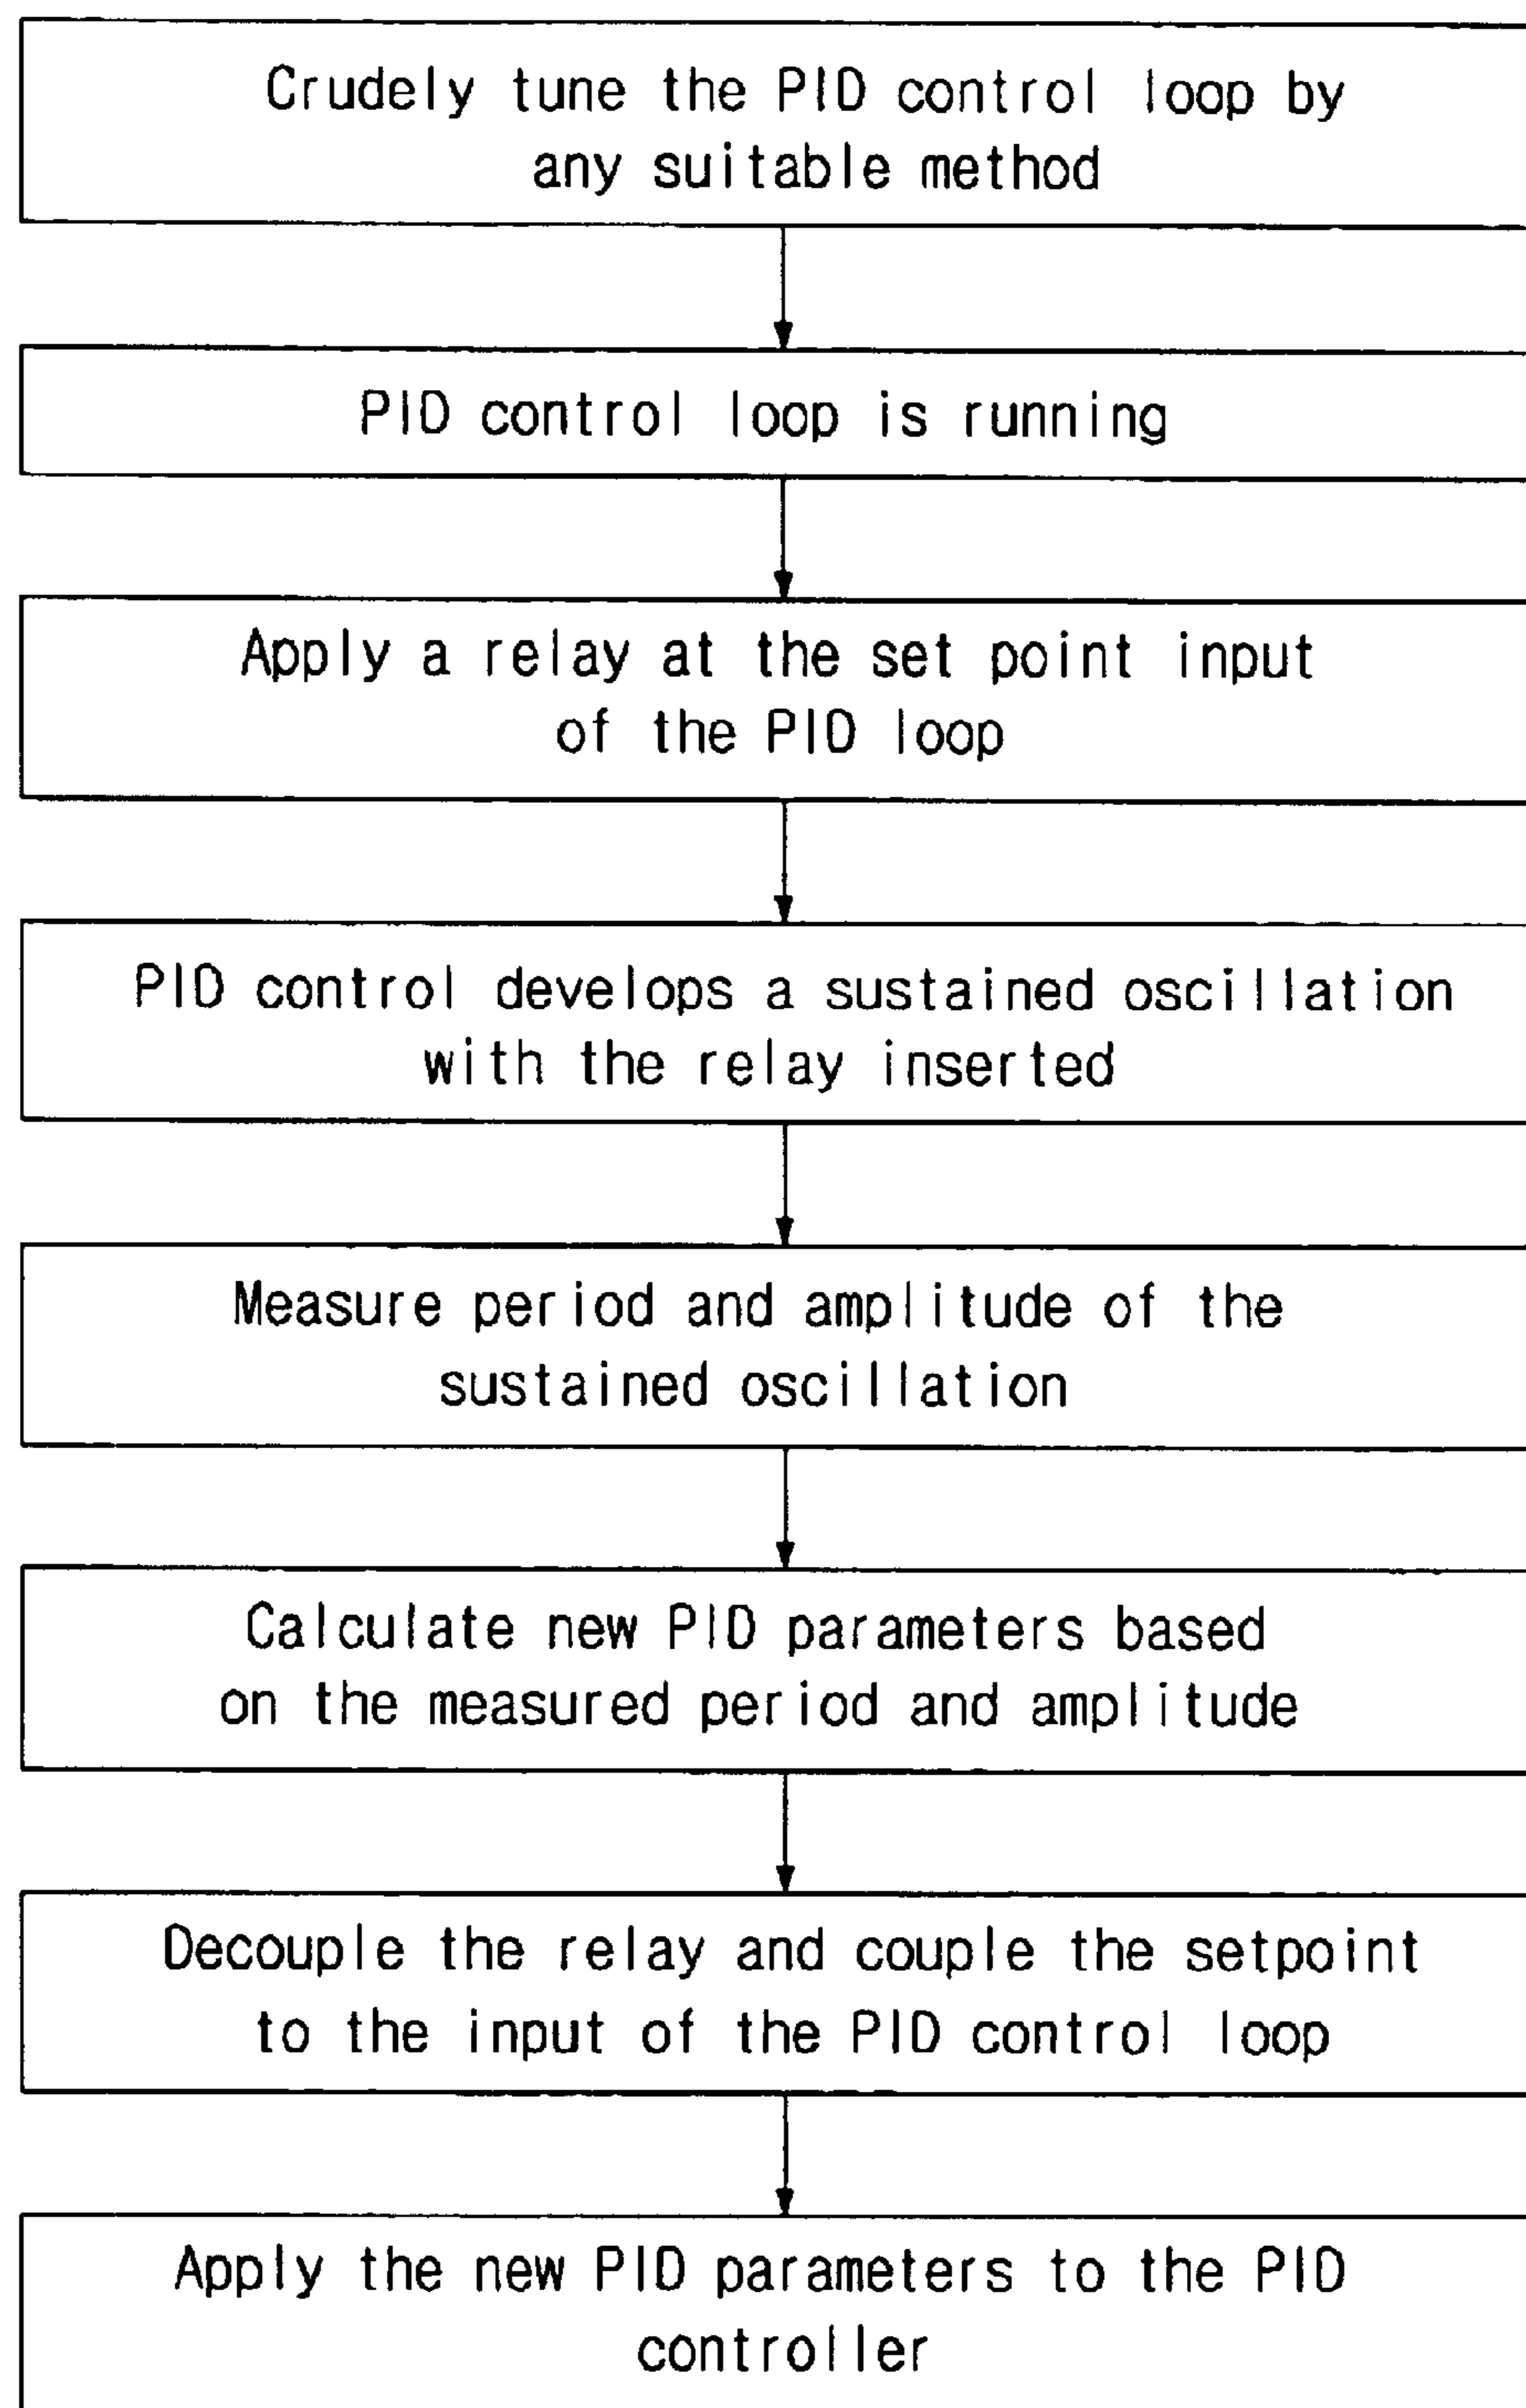 Crudely tune the PID control loop by
any suitable method
PID control loop is running
Apply a relay at the set point input
of the PID loop
PID control develops a sustained oscillation
with the relay inserted
Measure period and amplitude of the
sustained oscillation
Calculate new PID parameters based
on the measured period and amplitude
Decouple the relay and couple the setpoint
to the input of the PID control loop
Apply the new PID parameters to the PID
controller